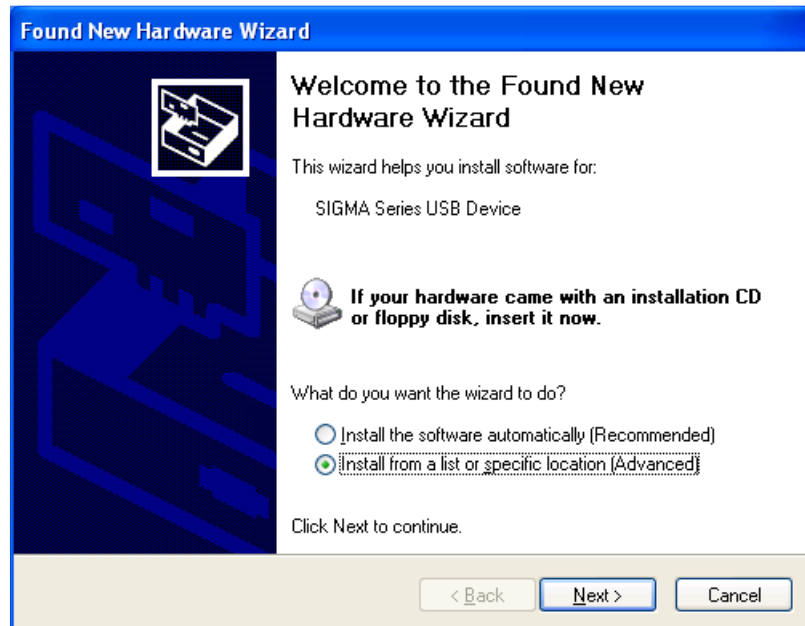 Found New Hardware Wizard
Welcome to the Found New
Hardware Wizard
This wizard helps you install software for:
SIGMA Series USB Device
If your hardware came with an installation CD
or floppy disk, insert it now.
What do you want the wizard to do?
Install the software automatically (Recommended)
Install from a list or specific location (Advanced)
Click Next to continue.
< Back
Next >
Cancel